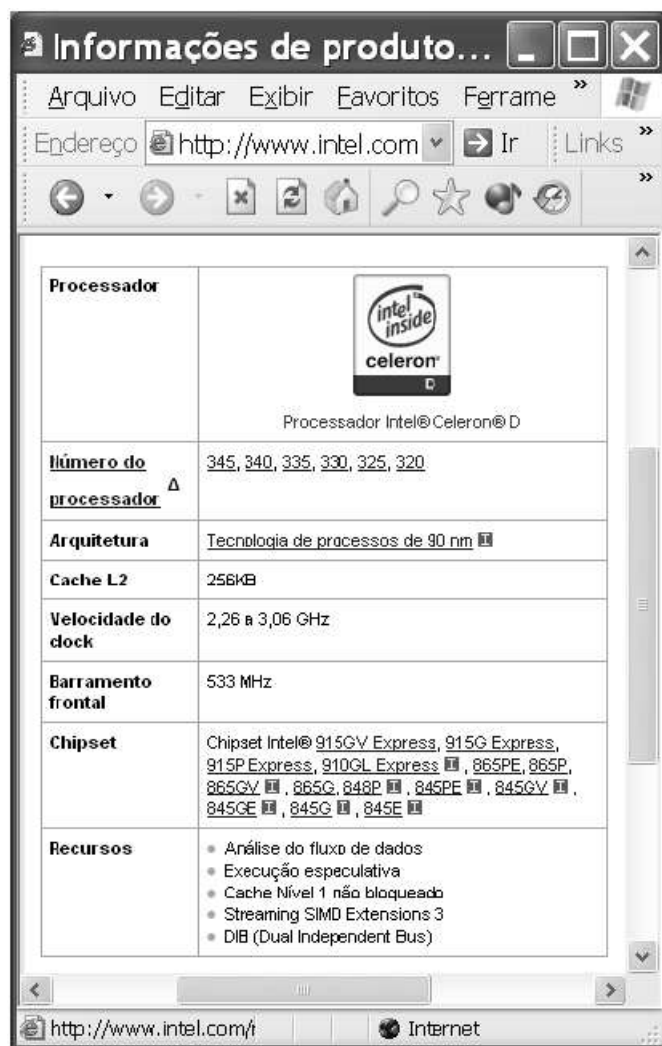 Informações de produto...
Arquivo Editar Exibir Favoritos Ferrame »
Endereço http://www.intel.com Ir Links »
»
Processador
intel inside
celeron
D
Processador Intel® Celeron® D
Número do processador Δ
345, 340, 335, 330, 325, 320
Arquitetura
Tecnologia de processos de 90 nm
Cache L2
256KB
Velocidade do clock
2,26 a 3,06 GHz
Barramento frontal
533 MHz
Chipset
Chipset Intel® 915GV Express, 915G Express,
915P Express, 910GL Express , 865PE, 865P,
865GV , 865G, 848P , 845PE , 845GV ,
845GE , 845G , 845E
Recursos
Análise do fluxo de dados
Execução especulativa
Cache Nível 1 não bloqueado
Streaming SIMD Extensions 3
DIB (Dual Independent Bus)
http://www.intel.com/
Internet